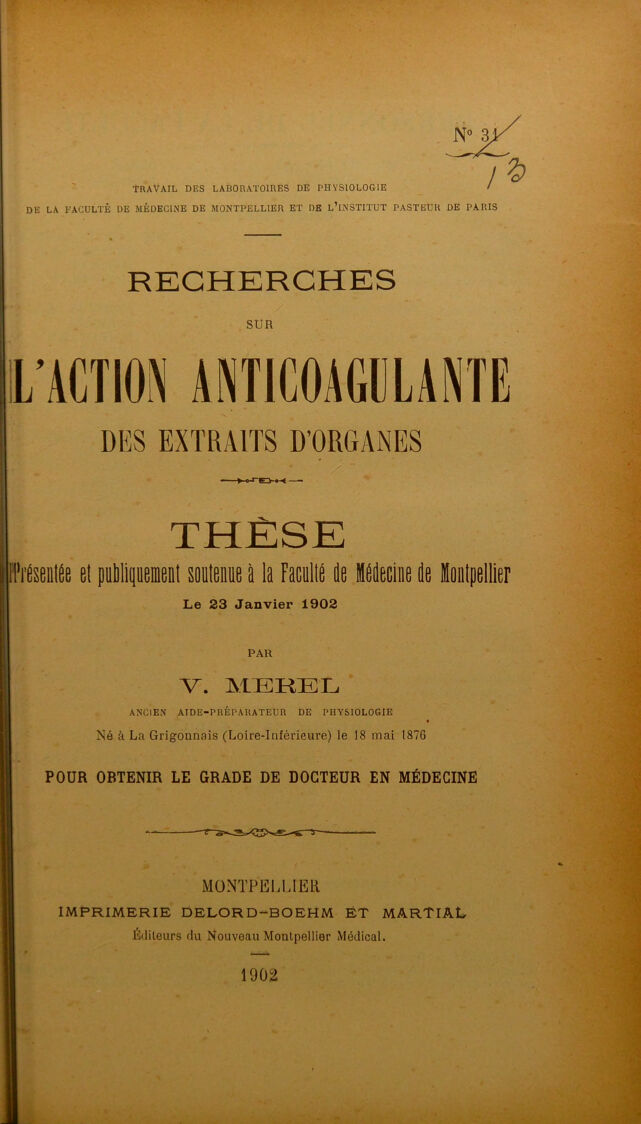 N° 31
13
TRAVAIL DES LABORATOIRES DE PHYSIOLOGIE
DE LA FACULTÉ DE MÉDECINE DE MONTPELLIER ET DE L'INSTITUT PASTEUR DE PARIS
RECHERCHES
SUR
L'ACTION ANTICOAGULANTE
DES EXTRAITS D'ORGANES
THÈSE
Présentée et publiquement soutenue à la Faculté de Médecine de Montpellier
Le 23 Janvier 1902
PAR
V. MEREL
ANCIEN AIDE-PRÉPARATEUR DE PHYSIOLOGIE
Né à La Grigonnais (Loire-Inférieure) le 18 mai 1876
POUR OBTENIR LE GRADE DE DOCTEUR EN MÉDECINE
MONTPELLIER
IMPRIMERIE DELORD-BOEHM ET MARTIAL
Éditeurs du Nouveau Montpellier Médical.
1902